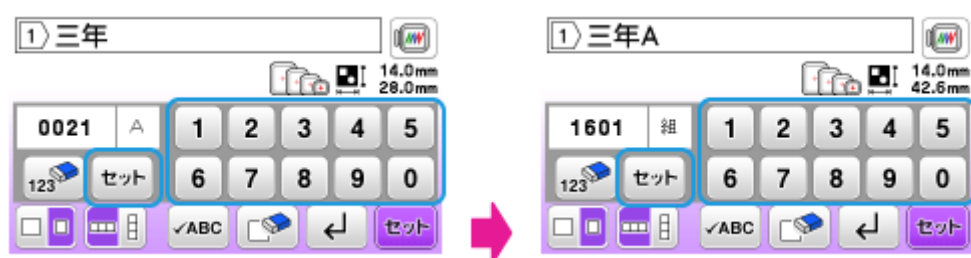 1 三年
14.0mm
28.0mm
0021 A 1 2 3 4 5
123 セット 6 7 8 9 0
✓ABC セット
1 三年A
14.0mm
42.6mm
1601 組 1 2 3 4 5
123 セット 6 7 8 9 0
✓ABC セット